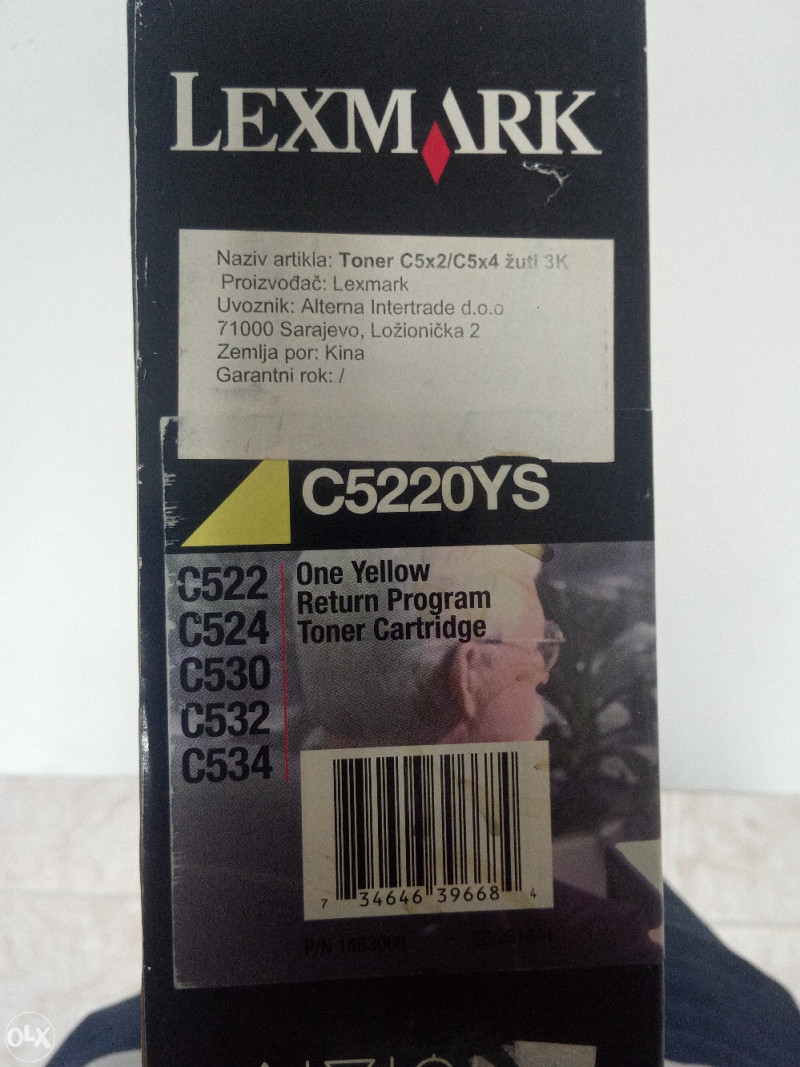 LEXMARK
Naziv artikla: Toner C5x2/C5x4 žuti 3K
Proizvođač: Lexmark
Uvoznik: Alterna Intertrade d.o.o
71000 Sarajevo, Ložionička 2
Zemlja por: Kina
Garantni rok: /
C5220YS
C522
C524
C530
C532
C534
One Yellow
Return Program
Toner Cartridge
7 34646 39668 4
P/N
OLX